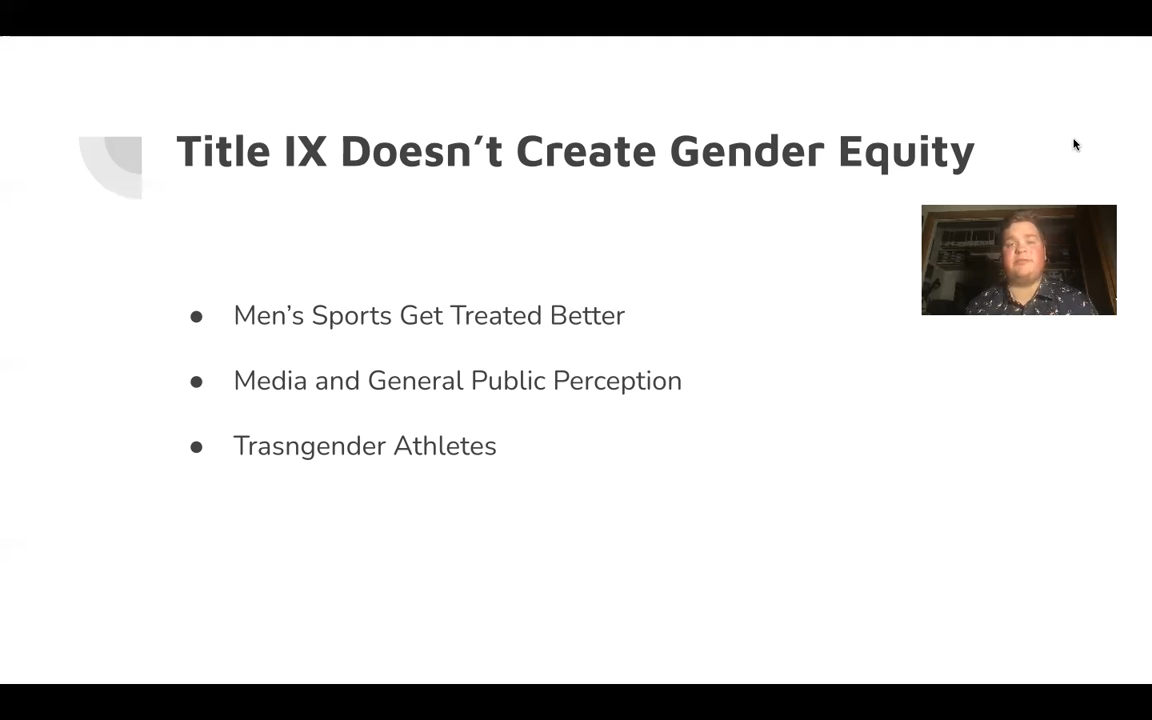 Title IX Doesn’t Create Gender Equity
● Men’s Sports Get Treated Better
● Media and General Public Perception
● Trasngender Athletes